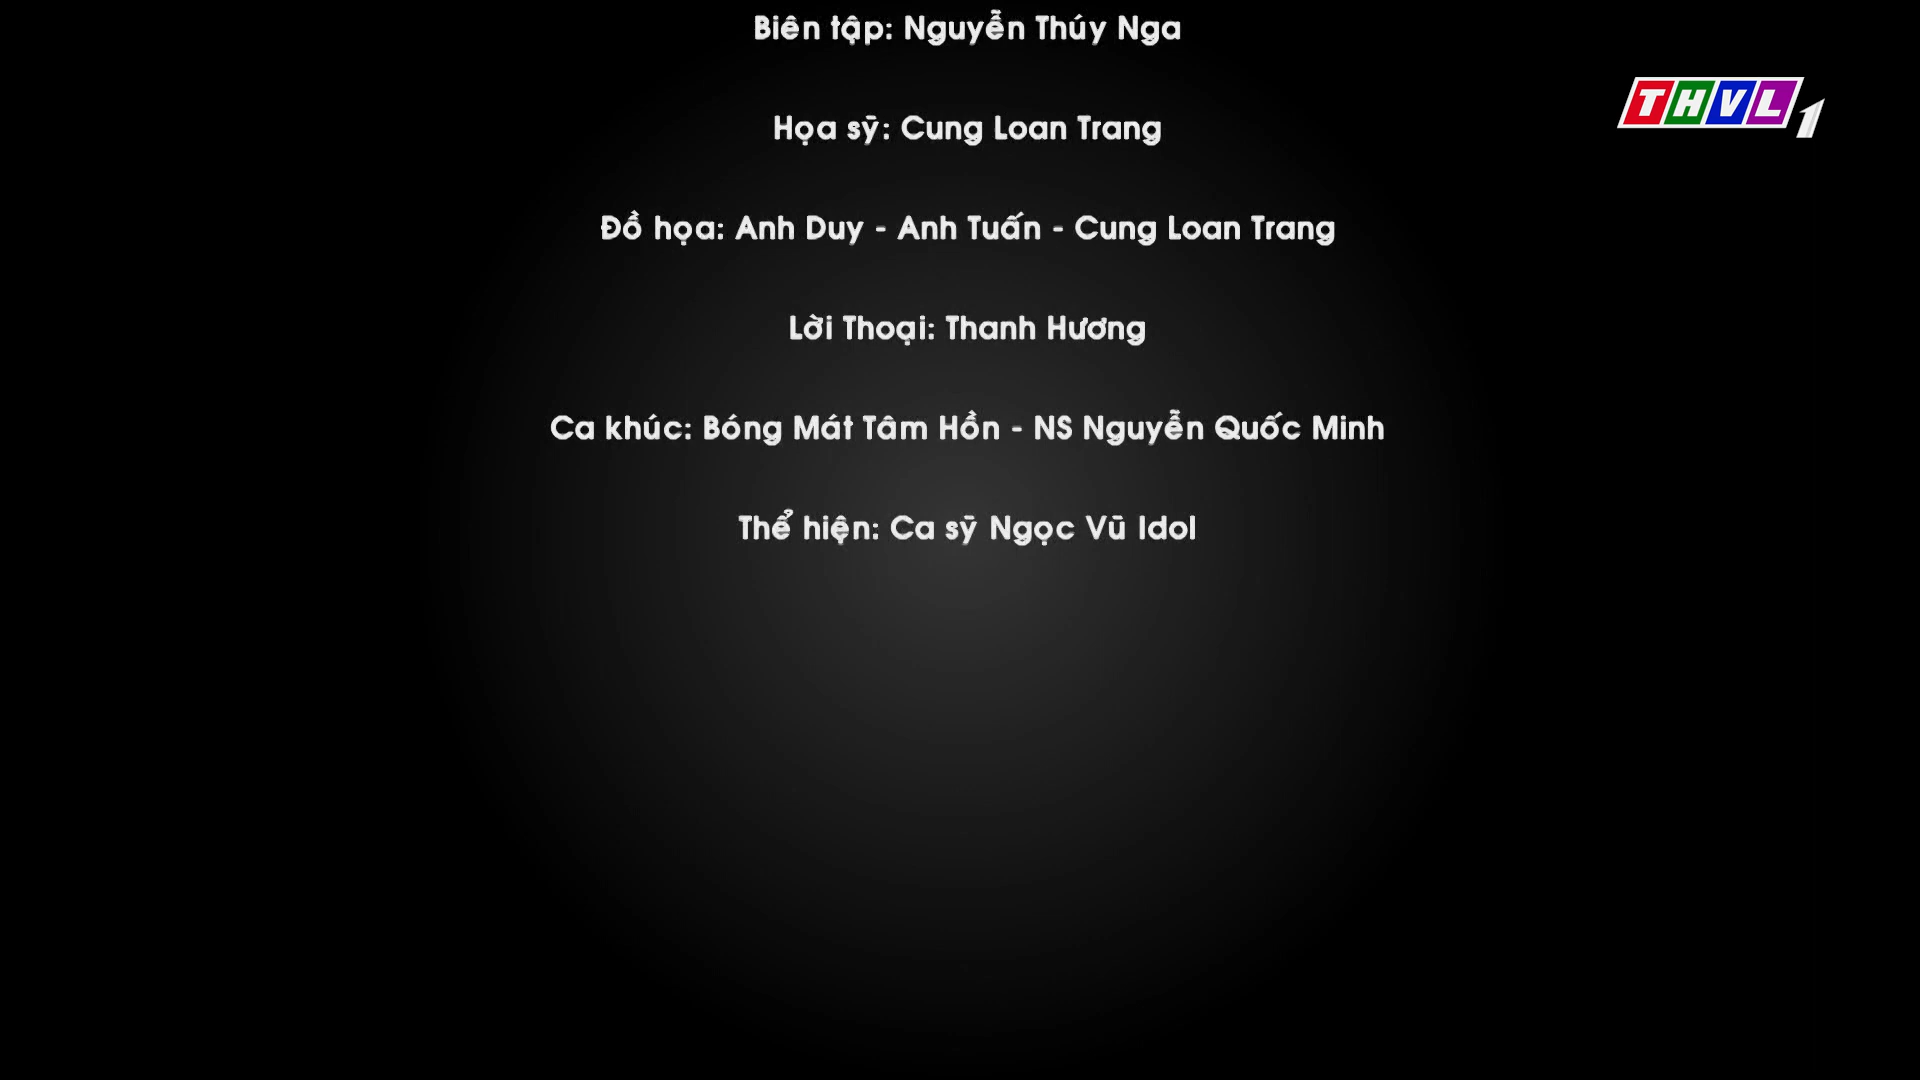 Biên tập: Nguyễn Thúy Nga
THVL1
Họa sỹ: Cung Loan Trang
Đồ họa: Anh Duy - Anh Tuấn - Cung Loan Trang
Lời Thoại: Thanh Hương
Ca khúc: Bóng Mát Tâm Hồn - NS Nguyễn Quốc Minh
Thể hiện: Ca sỹ Ngọc Vũ Idol